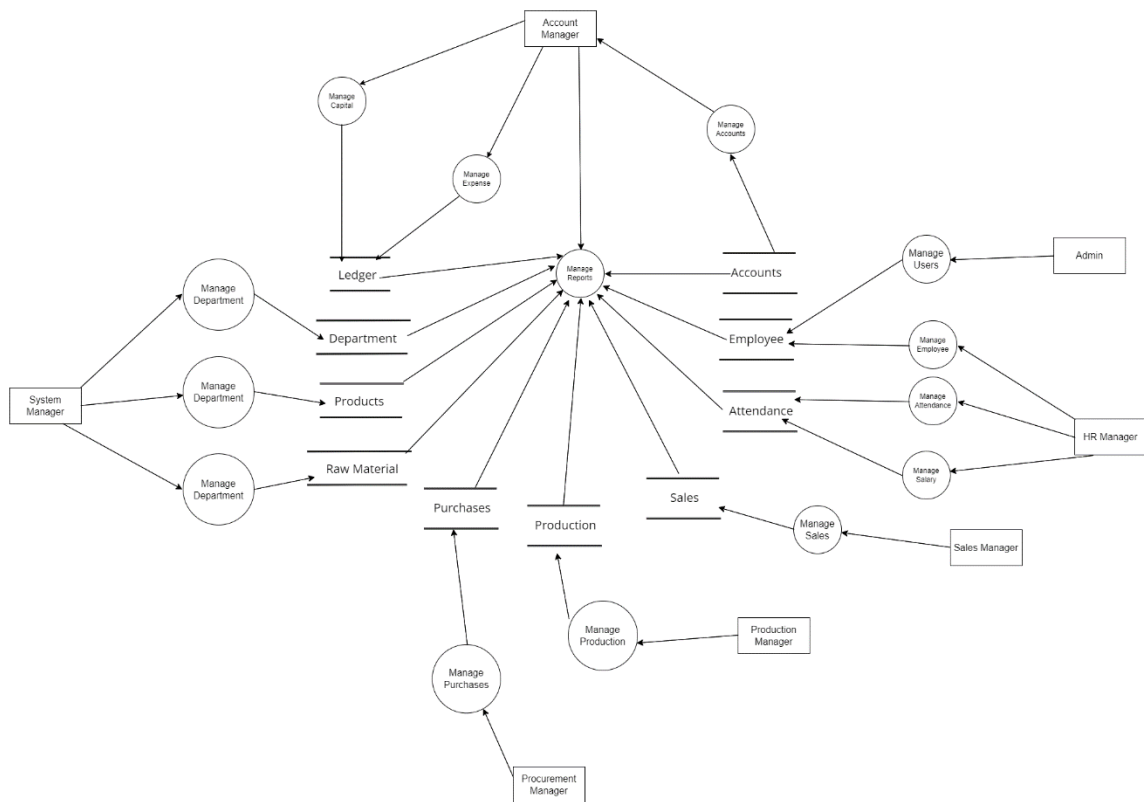 Account
Manager
Manage
Capital
Manage
Accounts
Manage
Expense
Ledger
Manage
Reports
Accounts
Manage
Users
Admin
Manage
Department
Department
Employee
Manage
Employee
System
Manager
Manage
Department
Products
Attendance
Manage
Attendance
HR Manager
Manage
Department
Raw Material
Manage
Salary
Purchases
Production
Sales
Manage
Sales
Sales Manager
Manage
Production
Production
Manager
Manage
Purchases
Procurement
Manager